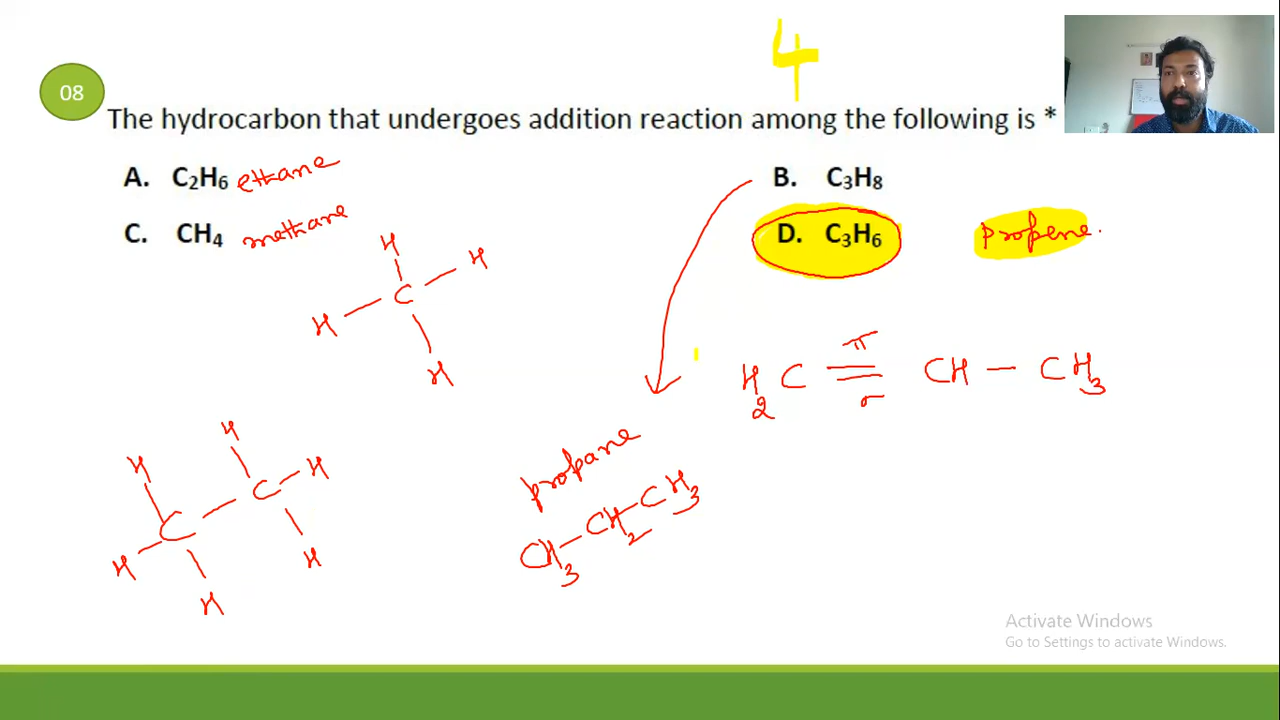 4
08
The hydrocarbon that undergoes addition reaction among the following is *
A. C2H6 ethane
B. C3H8
C. CH4 methane
D. C3H6 propene.
H
H
C
H
H
π
H2C = CH - CH3
σ
H
H
C
H
C
H
H
H
propane
CH3-CH2-CH3
Activate Windows
Go to Settings to activate Windows.